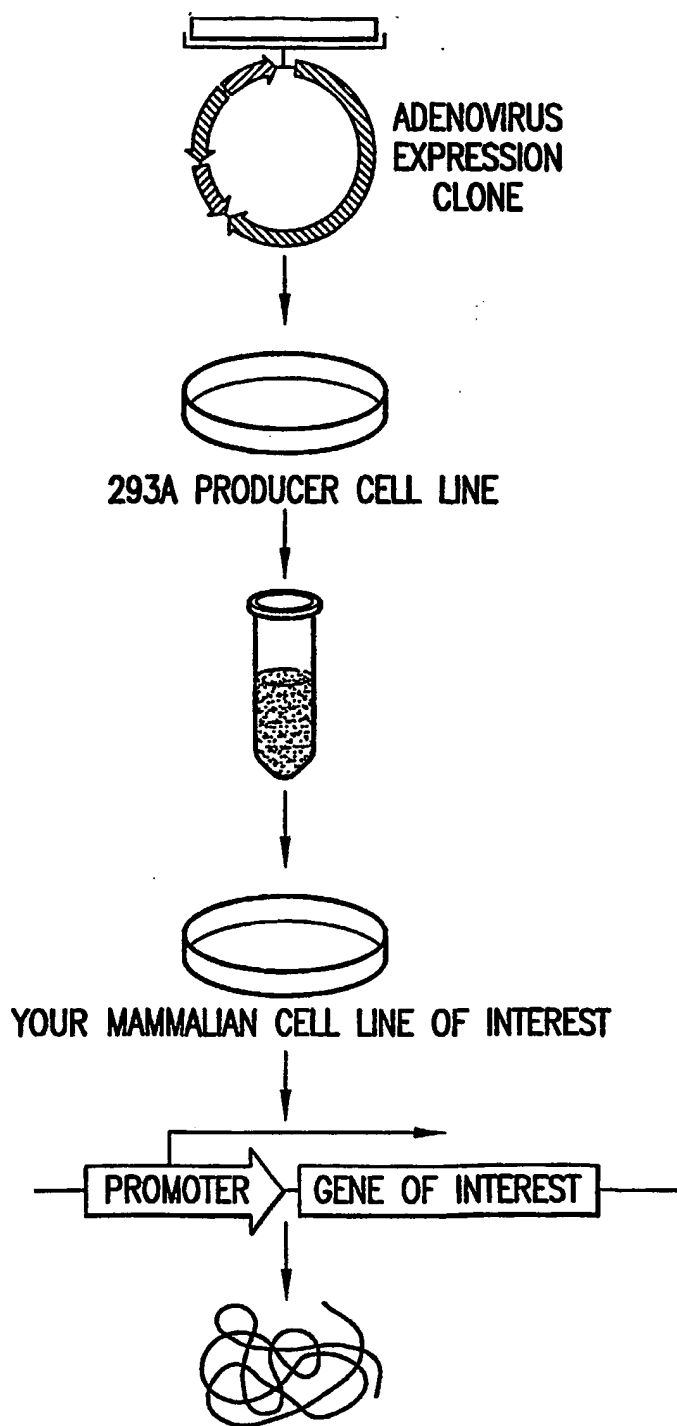 ADENOVIRUS
EXPRESSION
CLONE
293A PRODUCER CELL LINE
YOUR MAMMALIAN CELL LINE OF INTEREST
PROMOTER
GENE OF INTEREST